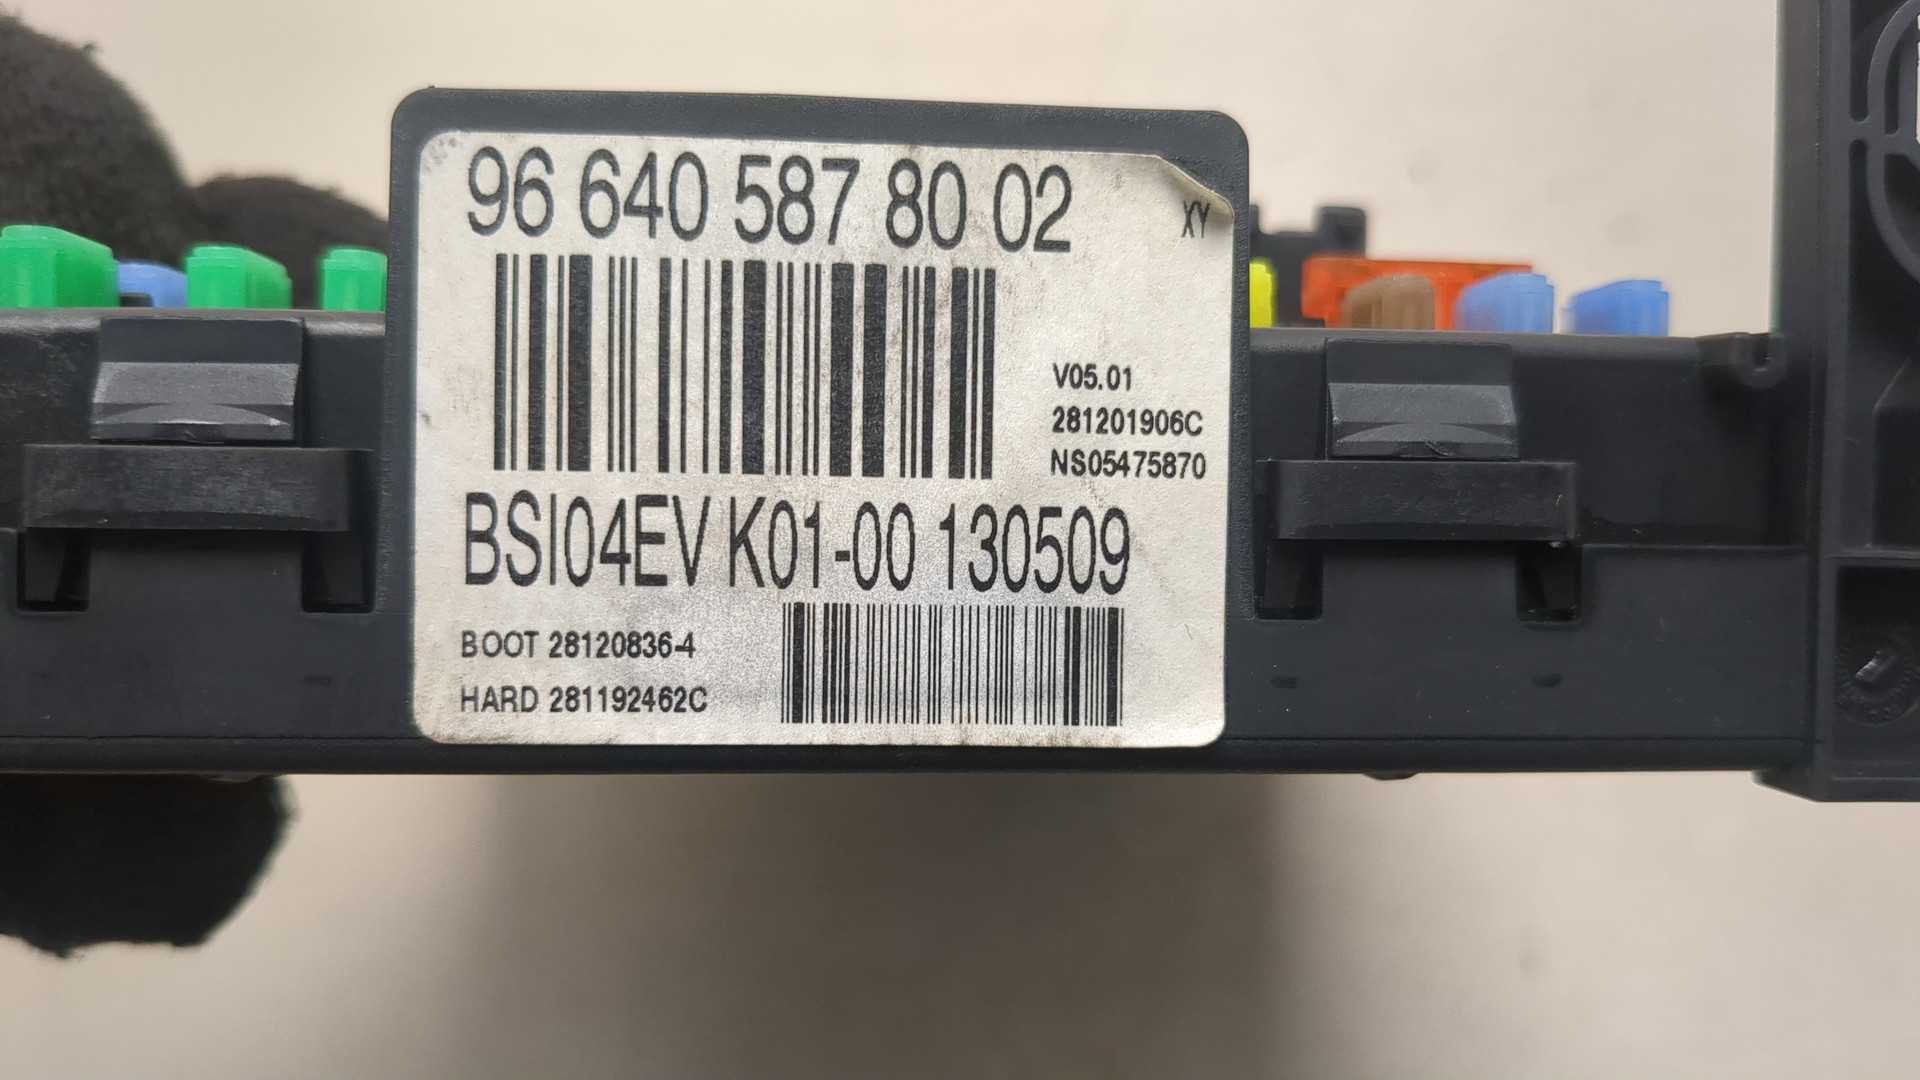 96 640 587 80 02
XY
V05.01
281201906C
NS05475870
BSI04EV K01-00 130509
BOOT 28120836-4
HARD 281192462C